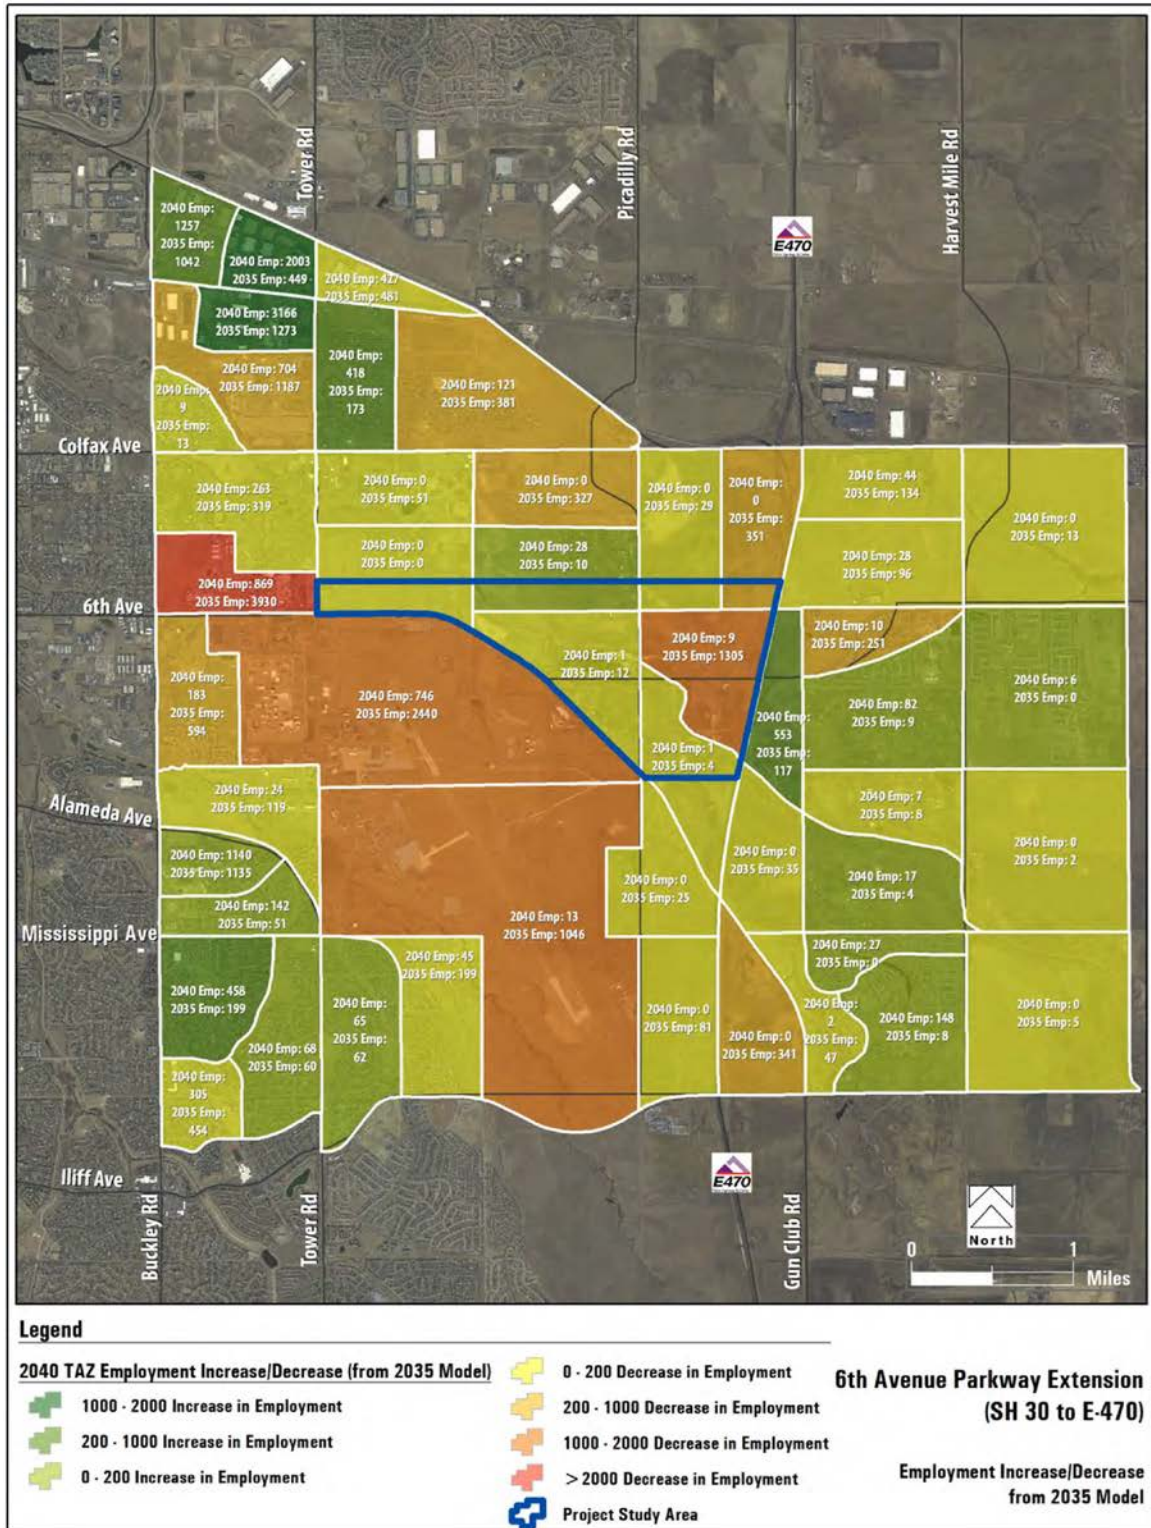 Tower Rd
Picadilly Rd
E470
Harvest Mile Rd
2040 Emp:
1257
2035 Emp:
1042
2040 Emp: 2003
2035 Emp: 449
2040 Emp: 427
2035 Emp: 481
2040 Emp: 3166
2035 Emp: 1273
2040 Emp: 704
2035 Emp: 1187
2040 Emp:
418
2035 Emp:
173
2040 Emp: 121
2035 Emp: 381
2040 Emp:
9
2035 Emp:
13
Colfax Ave
2040 Emp: 263
2035 Emp: 319
2040 Emp: 0
2035 Emp: 51
2040 Emp: 0
2035 Emp: 327
2040 Emp: 0
2035 Emp: 29
2040 Emp:
0
2035 Emp:
351
2040 Emp: 44
2035 Emp: 134
2040 Emp: 0
2035 Emp: 13
2040 Emp: 0
2035 Emp: 0
2040 Emp: 28
2035 Emp: 10
2040 Emp: 28
2035 Emp: 96
2040 Emp: 869
2035 Emp: 3930
6th Ave
2040 Emp: 1
2035 Emp: 12
2040 Emp: 9
2035 Emp: 1305
2040 Emp: 10
2035 Emp: 251
2040 Emp:
183
2035 Emp:
594
2040 Emp: 746
2035 Emp: 2440
2040 Emp: 82
2035 Emp: 9
2040 Emp: 6
2035 Emp: 0
2040 Emp:
553
2035 Emp:
117
2040 Emp: 1
2035 Emp: 4
2040 Emp: 24
2035 Emp: 119
2040 Emp: 7
2035 Emp: 8
Alameda Ave
2040 Emp: 1140
2035 Emp: 1135
2040 Emp: 0
2035 Emp: 35
2040 Emp: 0
2035 Emp: 2
2040 Emp: 0
2035 Emp: 25
2040 Emp: 17
2035 Emp: 4
2040 Emp: 142
2035 Emp: 51
2040 Emp: 13
2035 Emp: 1046
Mississippi Ave
2040 Emp: 27
2035 Emp: 0
2040 Emp: 45
2035 Emp: 199
2040 Emp: 458
2035 Emp: 199
2040 Emp:
65
2035 Emp:
62
2040 Emp: 0
2035 Emp: 81
2040 Emp: 0
2035 Emp: 341
2040 Emp:
2
2035 Emp:
47
2040 Emp: 148
2035 Emp: 8
2040 Emp: 0
2035 Emp: 5
2040 Emp: 68
2035 Emp: 60
2040 Emp:
305
2035 Emp:
454
Iliff Ave
Buckley Rd
Tower Rd
E470
Gun Club Rd
North
0 1
Miles
Legend
2040 TAZ Employment Increase/Decrease (from 2035 Model)
1000 - 2000 Increase in Employment
200 - 1000 Increase in Employment
0 - 200 Increase in Employment
0 - 200 Decrease in Employment
200 - 1000 Decrease in Employment
1000 - 2000 Decrease in Employment
> 2000 Decrease in Employment
Project Study Area
6th Avenue Parkway Extension
(SH 30 to E-470)
Employment Increase/Decrease
from 2035 Model